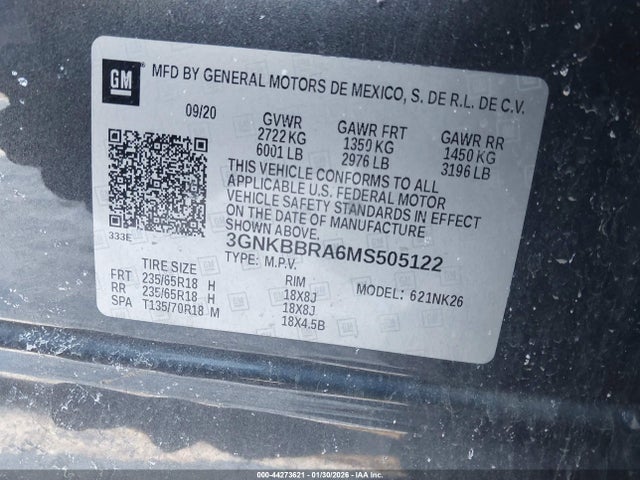 GM
MFD BY GENERAL MOTORS DE MEXICO, S. DE R.L. DE C.V.
09/20
GVWR GAWR FRT GAWR RR
2722 KG 1350 KG 1450 KG
6001 LB 2976 LB 3196 LB
THIS VEHICLE CONFORMS TO ALL
APPLICABLE U.S. FEDERAL MOTOR
VEHICLE SAFETY STANDARDS IN EFFECT
ON THE DATE OF MANUFACTURE
SHOWN ABOVE.
333E
3GNKBBRA6MS505122
TYPE: M.P.V.
TIRE SIZE RIM MODEL: 621NK26
FRT 235/65R18 H 18X8J
RR 235/65R18 H 18X8J
SPA T135/70R18 M 18X4.5B
000-44273621 - 01/30/2026 - IAA Holdings, LLC.